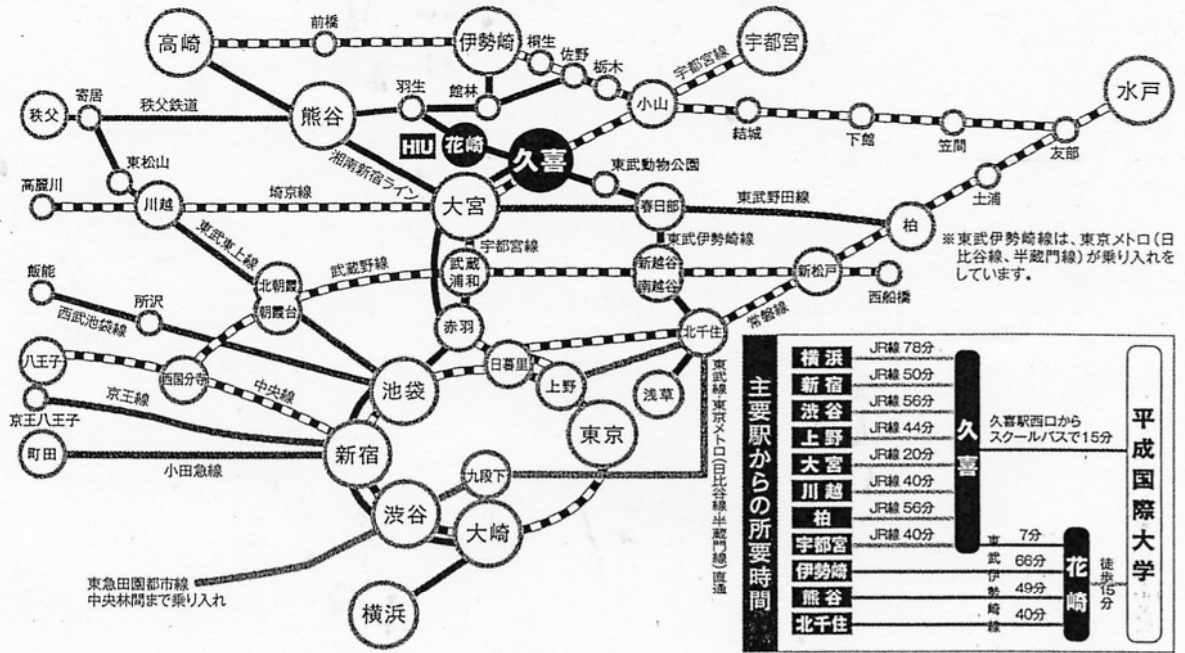 高崎
前橋
伊勢崎
桐生
佐野
栃木
宇都宮線
宇都宮
水戸
秩父
寄居
秩父鉄道
熊谷
羽生
館林
小山
結城
下館
笠間
友部
HIU
花崎
久喜
東武動物公園
土浦
東松山
高麗川
川越
埼京線
湘南新宿ライン
大宮
春日部
東武野田線
柏
東武東上線
宇都宮線
東武伊勢崎線
※東武伊勢崎線は、東京メトロ(日
比谷線、半蔵門線)が乗り入れを
しています。
飯能
所沢
西武池袋線
北朝霞
朝霞台
武蔵野線
武蔵
浦和
新越谷
南越谷
新松戸
西船橋
常磐線
赤羽
北千住
八王子
西国分寺
中央線
池袋
日暮里
上野
浅草
京王線
京王八王子
町田
小田急線
新宿
東京
九段下
渋谷
大崎
横浜
東急田園都市線
中央林間まで乗り入れ
東武線・東京メトロ(日比谷線・半蔵門線)直通
主要駅からの所要時間
横浜 JR線 78分
新宿 JR線 50分
渋谷 JR線 56分
上野 JR線 44分
大宮 JR線 20分
川越 JR線 40分
柏 JR線 56分
宇都宮 JR線 40分
伊勢崎
熊谷
北千住
久喜
久喜駅西口から
スクールバスで15分
東武伊勢崎線
7分
66分
49分
40分
花崎
徒歩15分
平成国際大学